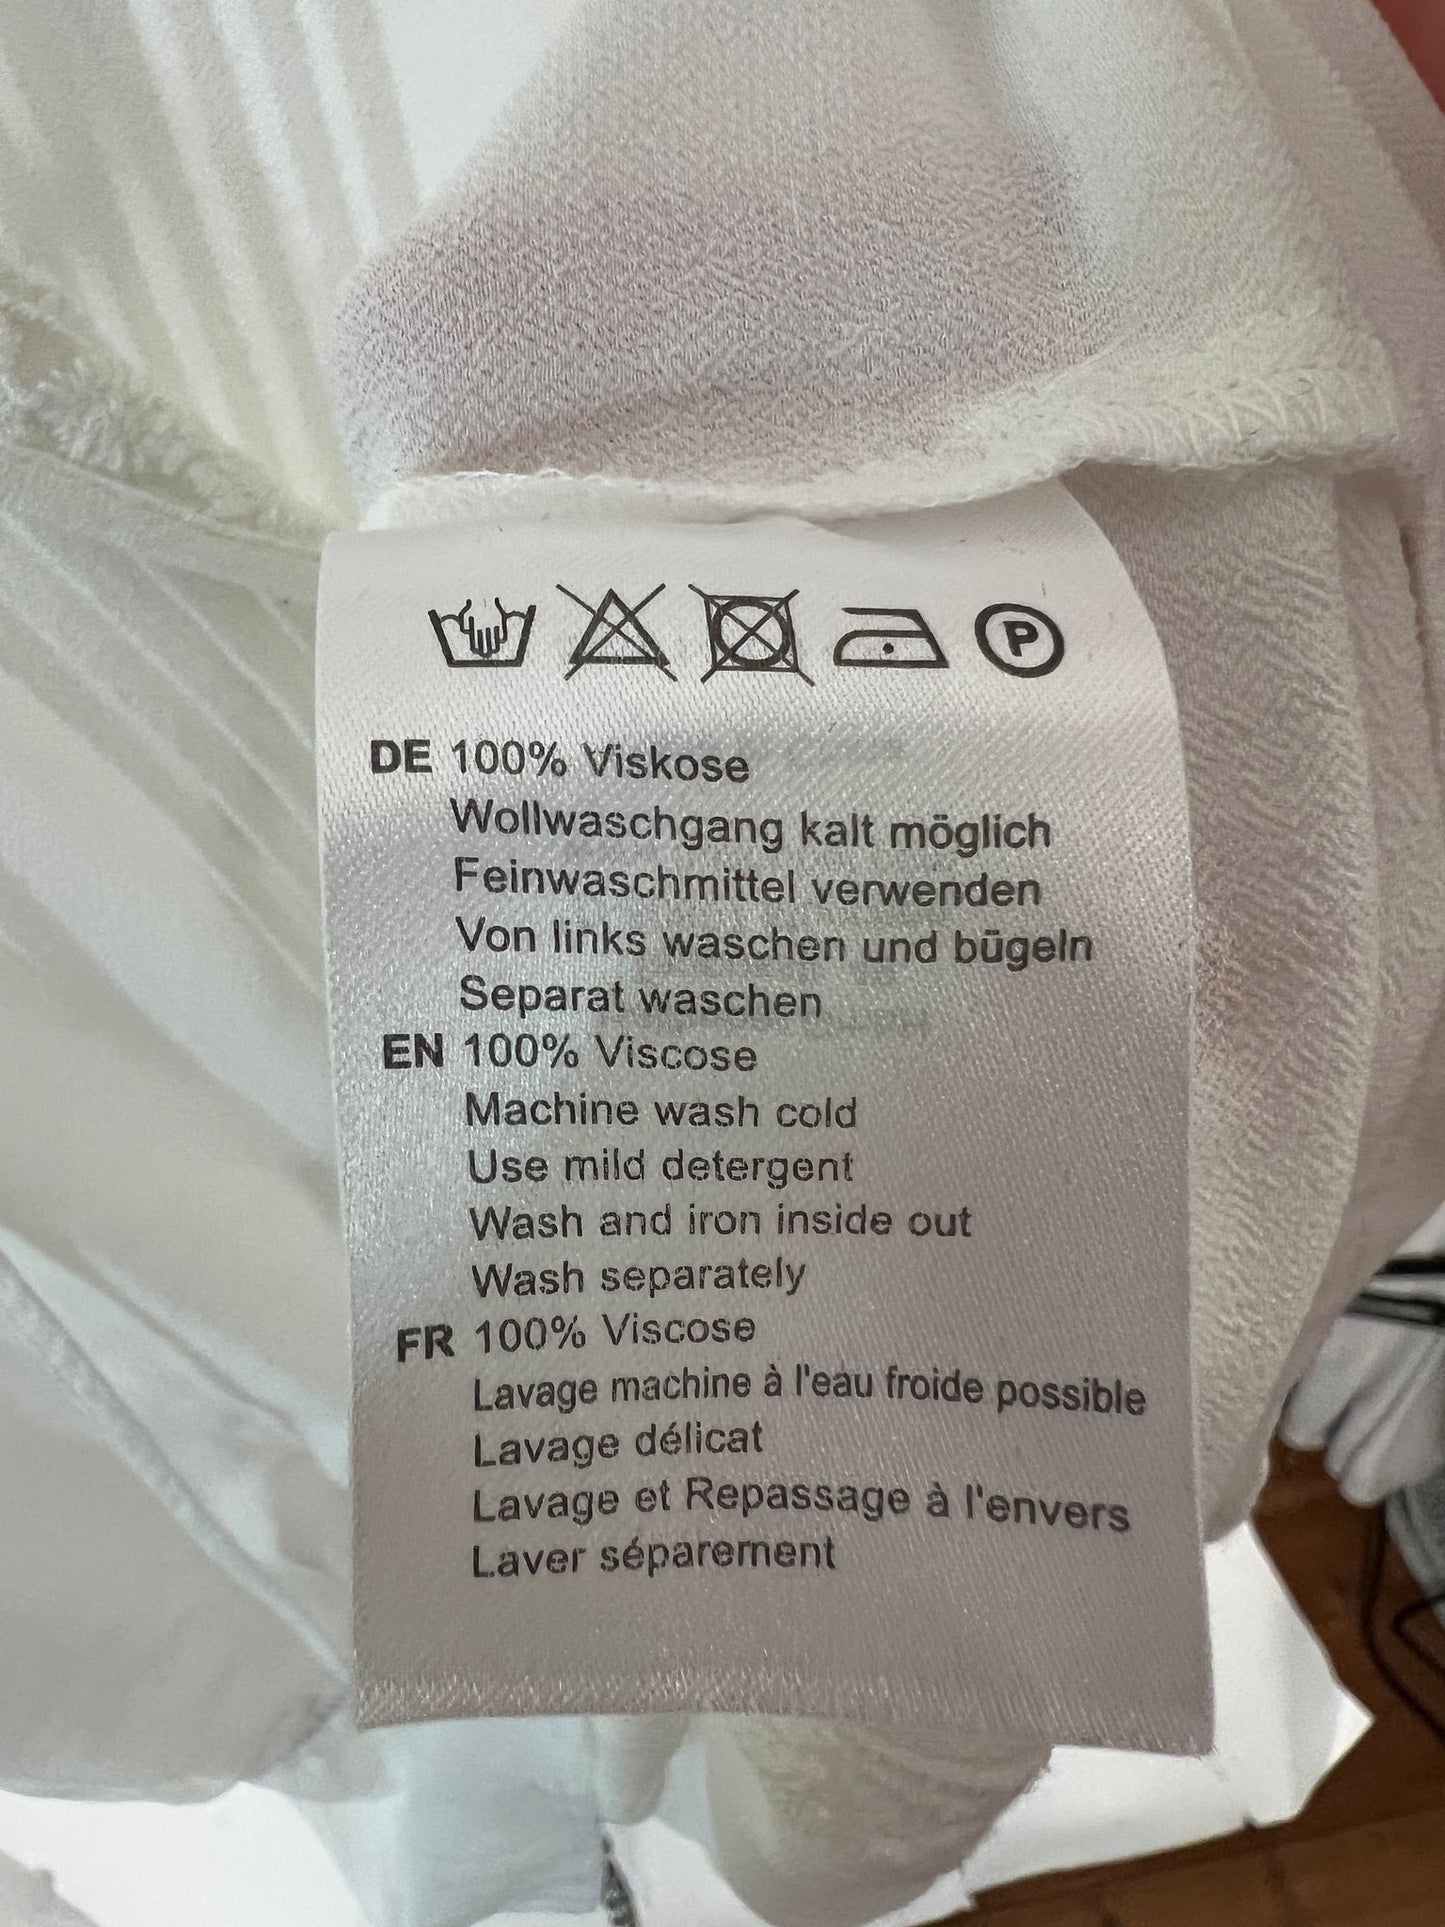 P
DE 100% Viskose
Wollwaschgang kalt möglich
Feinwaschmittel verwenden
Von links waschen und bügeln
Separat waschen
EN 100% Viscose
Machine wash cold
Use mild detergent
Wash and iron inside out
Wash separately
FR 100% Viscose
Lavage machine à l'eau froide possible
Lavage délicat
Lavage et Repassage à l'envers
Laver séparement